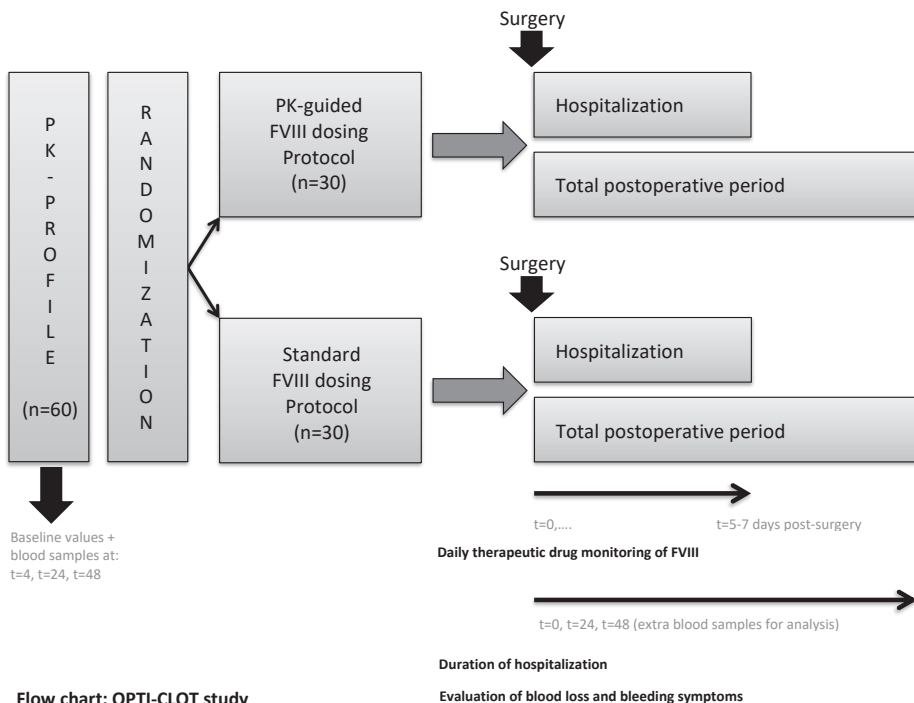 Surgery
P
K
-
P
R
O
F
I
L
E
(n=60)
R
A
N
D
O
M
I
Z
A
T
I
O
N
PK-guided
FVIII dosing
Protocol
(n=30)
Hospitalization
Total postoperative period
Surgery
Standard
FVIII dosing
Protocol
(n=30)
Hospitalization
Total postoperative period
Baseline values +
blood samples at:
t=4, t=24, t=48
t=0,.... t=5-7 days post-surgery
Daily therapeutic drug monitoring of FVIII
t=0, t=24, t=48 (extra blood samples for analysis)
Duration of hospitalization
Evaluation of blood loss and bleeding symptoms
Flow chart: OPTI-CLOT study